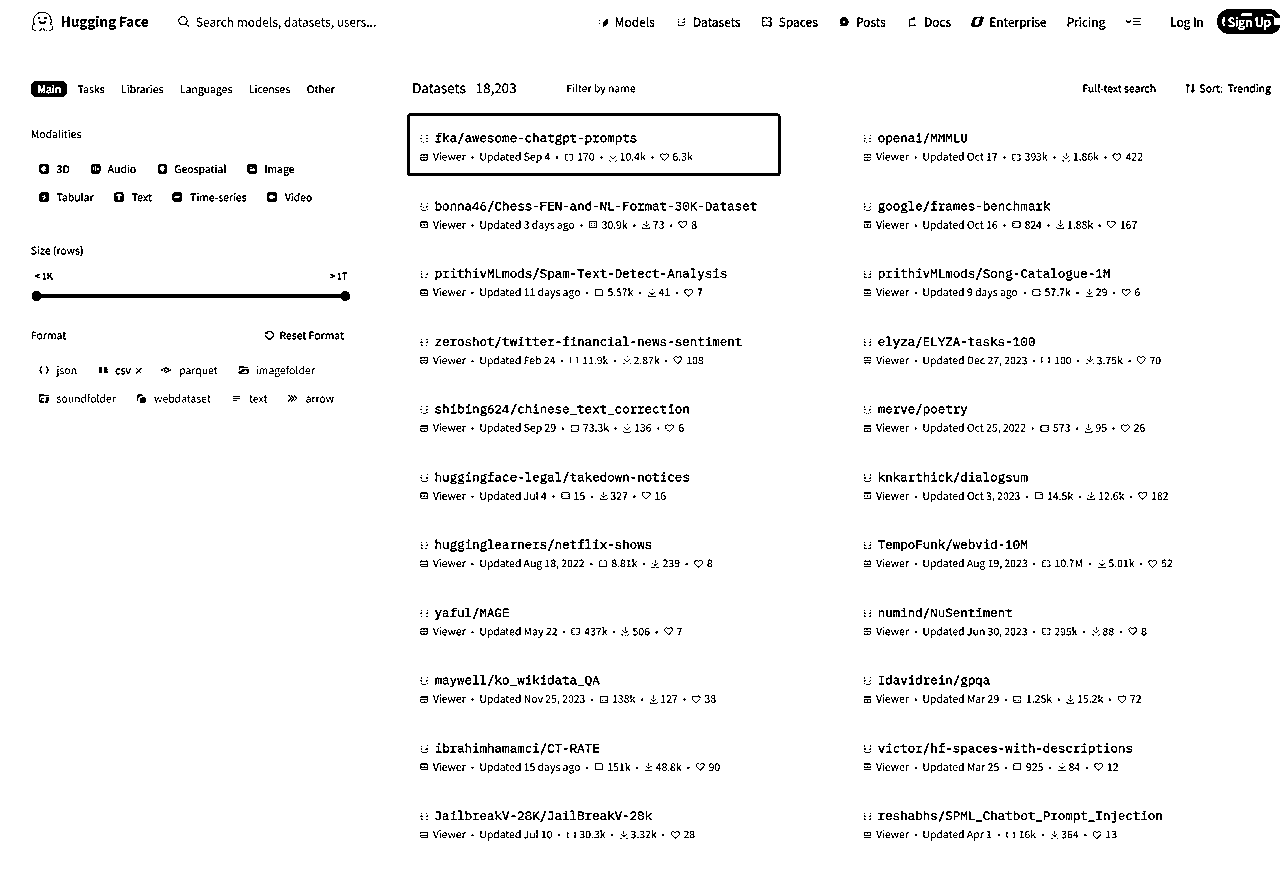 Hugging Face
Search models, datasets, users...
Models Datasets Spaces Posts Docs Enterprise Pricing Log In Sign Up
Main Tasks Libraries Languages Licenses Other
Modalities
3D Audio Geospatial Image
Tabular Text Time-series Video
Size (rows)
<1K >1T
Format Reset Format
json csv × parquet imagefolder
soundfolder webdataset text arrow
Datasets 18,203 Filter by name Full-text search ↑↓ Sort: Trending
fka/awesome-chatgpt-prompts
Viewer • Updated Sep 4 • 170 • 10.4k • 6.3k
openai/MMMLU
Viewer • Updated Oct 17 • 393k • 1.86k • 422
bonna46/Chess-FEN-and-NL-Format-30K-Dataset
Viewer • Updated 3 days ago • 30.9k • 73 • 8
google/frames-benchmark
Viewer • Updated Oct 16 • 824 • 1.88k • 167
prithivMLmods/Spam-Text-Detect-Analysis
Viewer • Updated 11 days ago • 5.57k • 41 • 7
prithivMLmods/Song-Catalogue-1M
Viewer • Updated 9 days ago • 57.7k • 29 • 6
zeroshot/twitter-financial-news-sentiment
Viewer • Updated Feb 24 • 11.9k • 2.87k • 108
elyza/ELYZA-tasks-100
Viewer • Updated Dec 27, 2023 • 100 • 3.75k • 70
shibing624/chinese_text_correction
Viewer • Updated Sep 29 • 73.3k • 136 • 6
merve/poetry
Viewer • Updated Oct 25, 2022 • 573 • 95 • 26
huggingface-legal/takedown-notices
Viewer • Updated Jul 4 • 15 • 327 • 16
knkarthick/dialogsum
Viewer • Updated Oct 3, 2023 • 14.5k • 12.6k • 182
hugginglearners/netflix-shows
Viewer • Updated Aug 18, 2022 • 8.81k • 239 • 8
TempoFunk/webvid-10M
Viewer • Updated Aug 19, 2023 • 10.7M • 5.01k • 52
yaful/MAGE
Viewer • Updated May 22 • 437k • 506 • 7
numind/NuSentiment
Viewer • Updated Jun 30, 2023 • 295k • 88 • 8
maywell/ko_wikidata_QA
Viewer • Updated Nov 25, 2023 • 138k • 127 • 38
Idavidrein/gpqa
Viewer • Updated Mar 29 • 1.25k • 15.2k • 72
ibrahimhamamci/CT-RATE
Viewer • Updated 15 days ago • 151k • 48.8k • 90
victor/hf-spaces-with-descriptions
Viewer • Updated Mar 25 • 925 • 84 • 12
JailbreakV-28K/JailBreakV-28k
Viewer • Updated Jul 10 • 30.3k • 3.32k • 28
reshabhs/SPML_Chatbot_Prompt_Injection
Viewer • Updated Apr 1 • 16k • 364 • 13